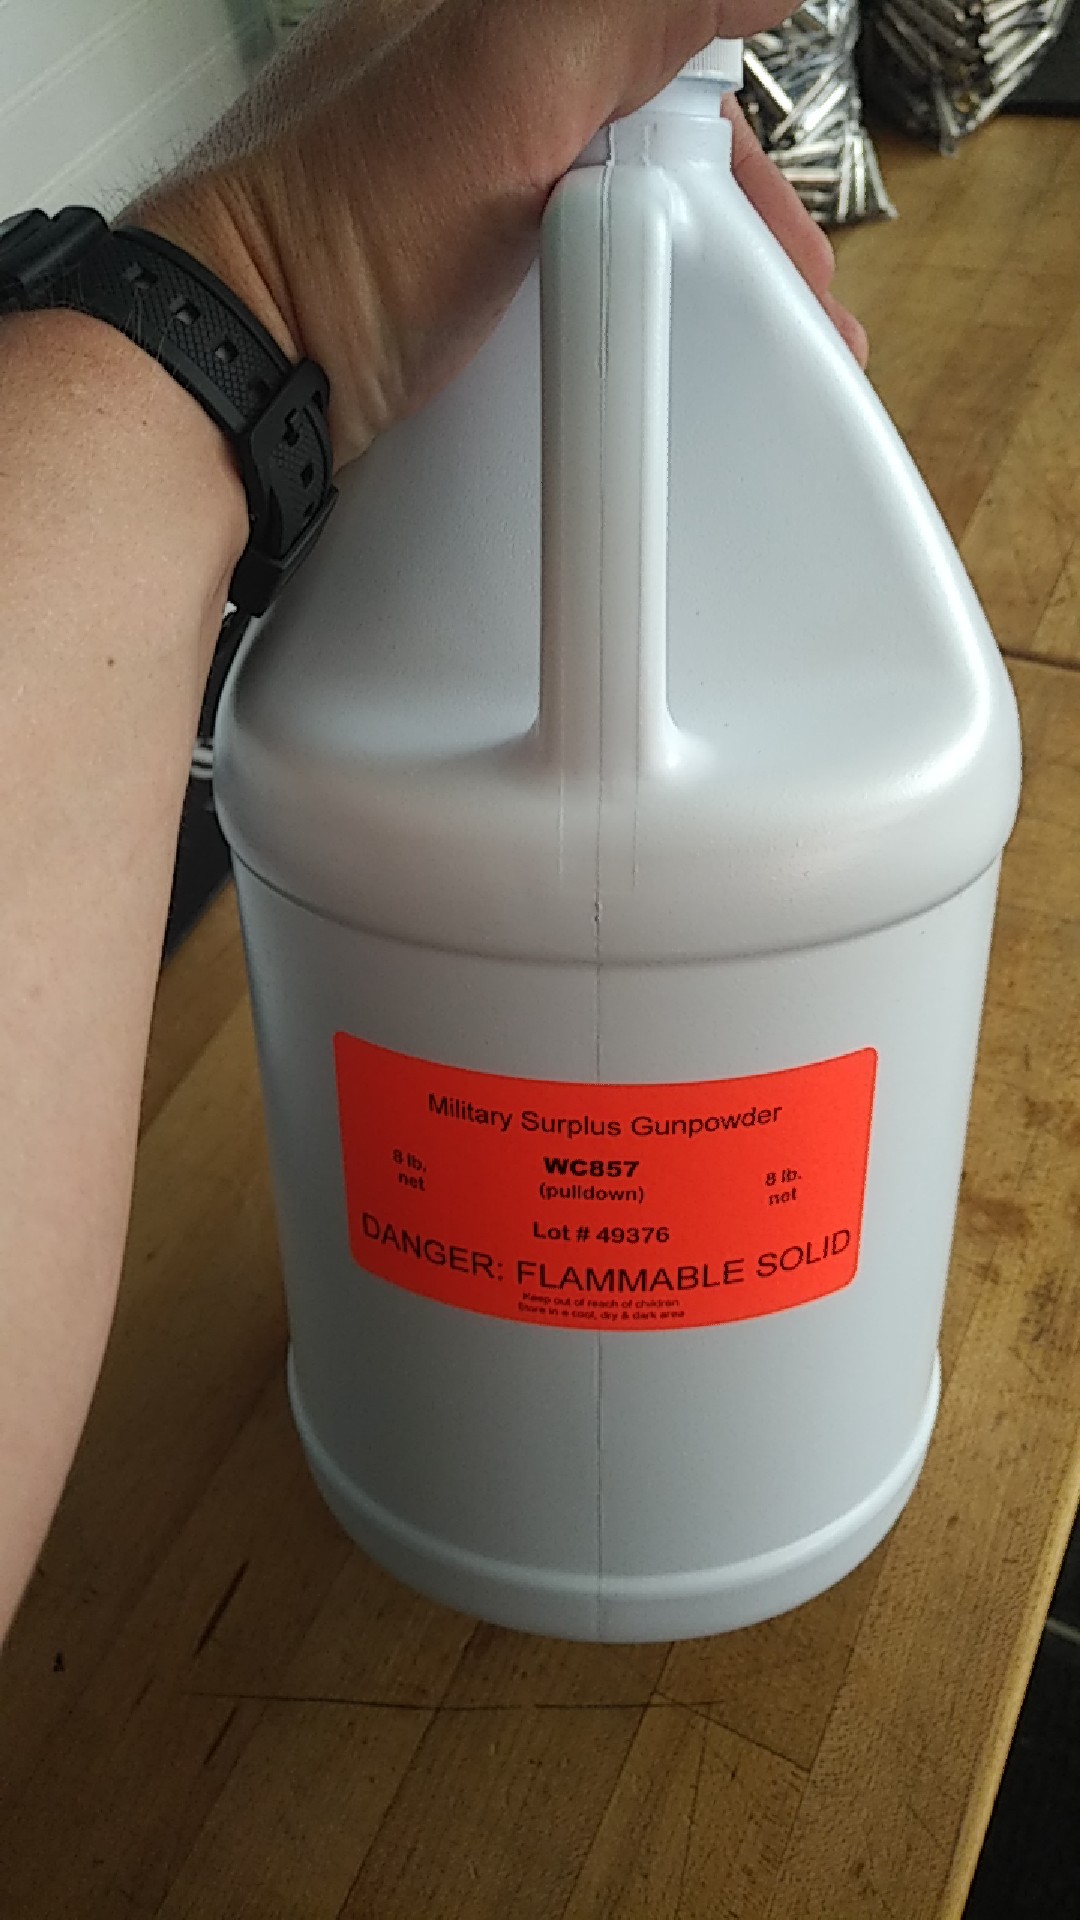 Military Surplus Gunpowder
8 lb. net
WC857
8 lb. net
(pulldown)
Lot # 49376
DANGER: FLAMMABLE SOLID
Keep out of reach of children
Store in a cool, dry & dark area